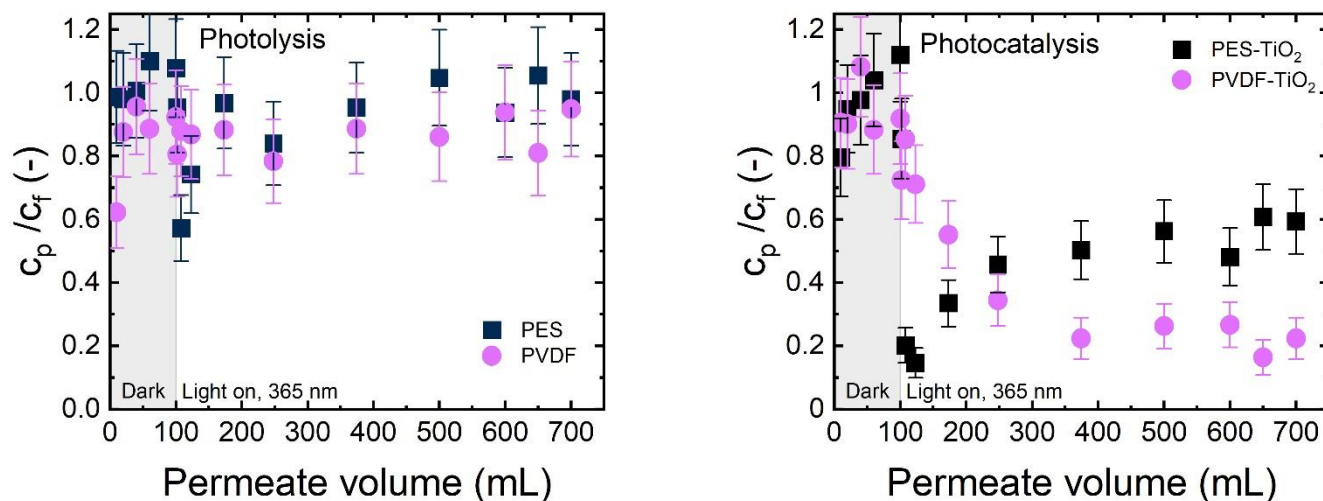 Photolysis
c_p /c_f (-)
1.2
1.0
0.8
0.6
0.4
0.2
0.0
PES
PVDF
Dark
Light on, 365 nm
0 100 200 300 400 500 600 700
Permeate volume (mL)
Photocatalysis
PES-TiO₂
PVDF-TiO₂
c_p /c_f (-)
1.2
1.0
0.8
0.6
0.4
0.2
0.0
Dark
Light on, 365 nm
0 100 200 300 400 500 600 700
Permeate volume (mL)